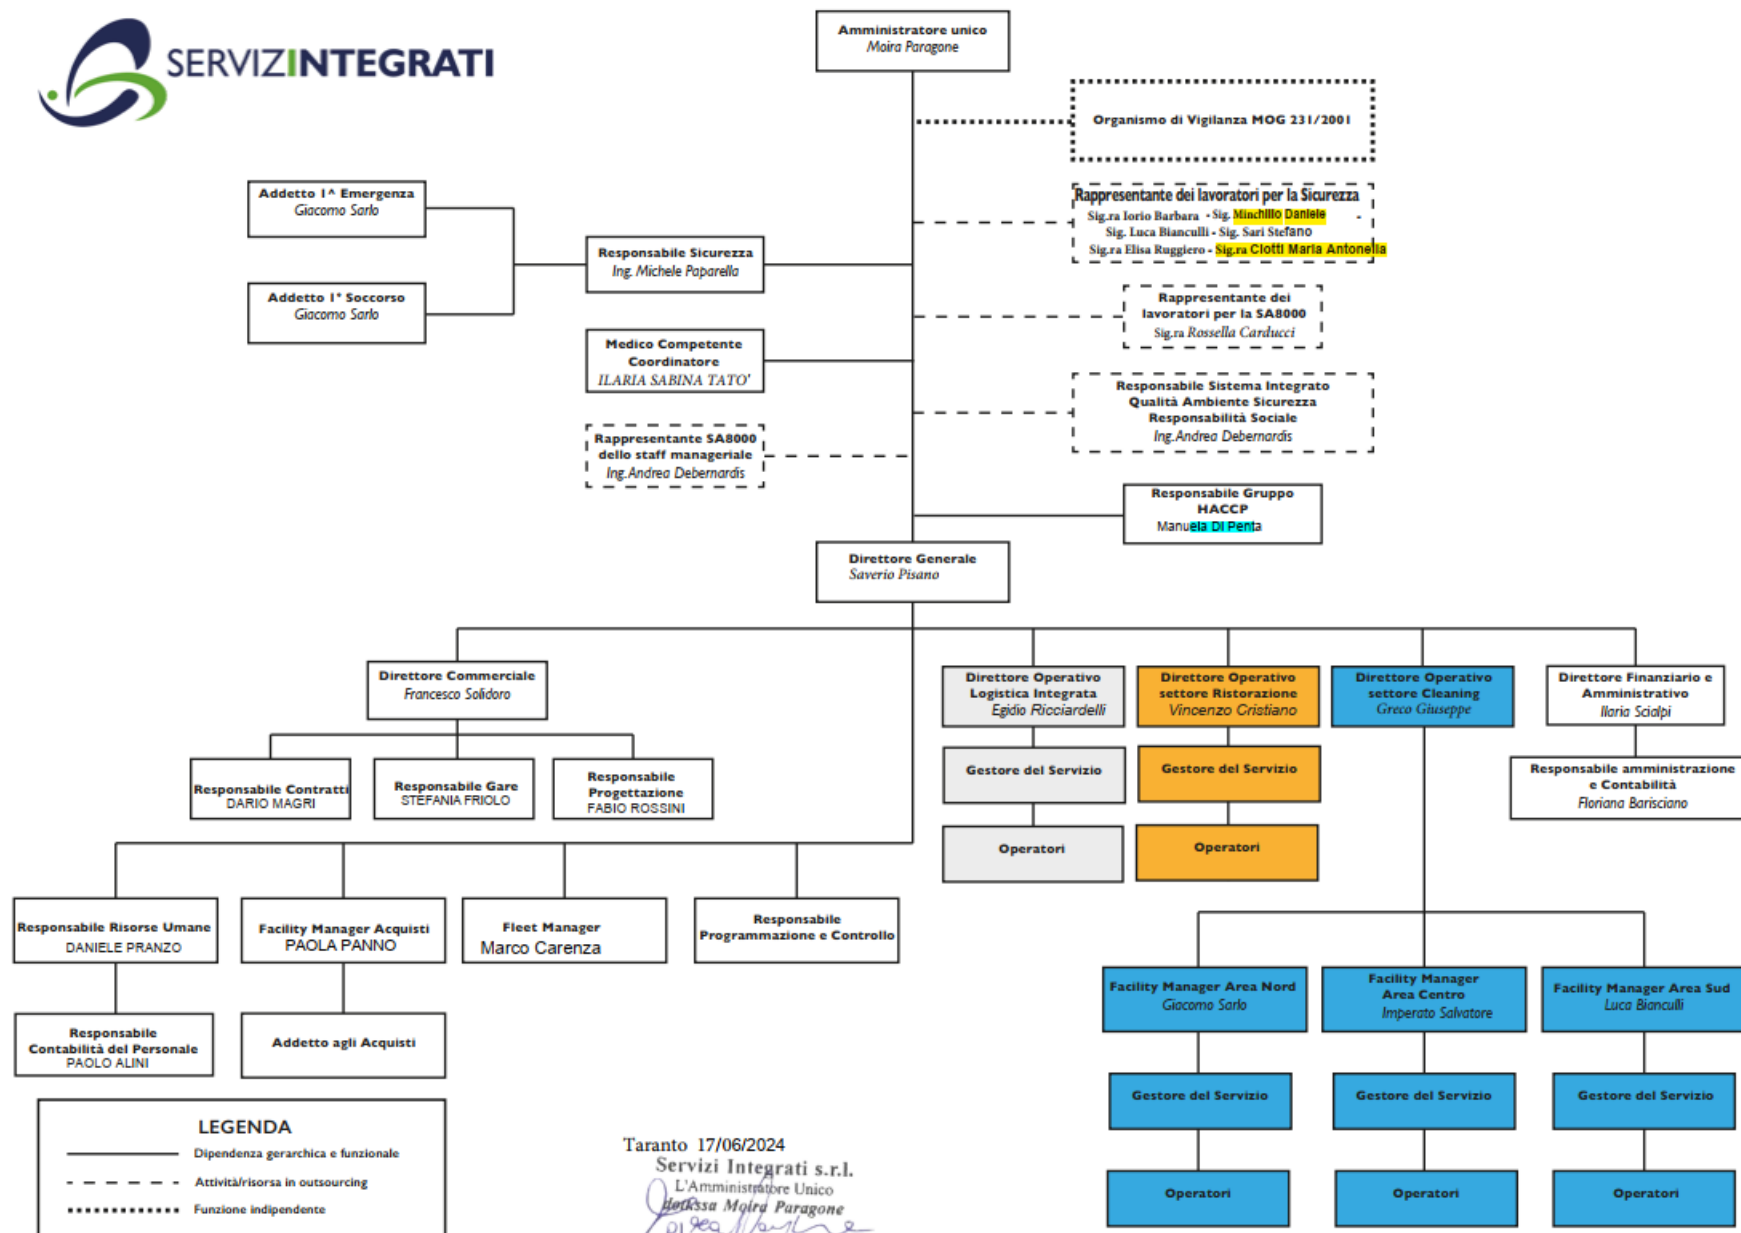 SERVIZINTEGRATI
Amministratore unico
Moira Paragone
Organismo di Vigilanza MOG 231/2001
Rappresentante dei lavoratori per la Sicurezza
Sig.ra Iorio Barbara - Sig. Minchillo Daniele -
Sig. Luca Bianculli - Sig. Sari Stefano
Sig.ra Elisa Ruggiero - Sig.ra Ciotti Maria Antonella
Addetto 1^ Emergenza
Giacomo Sarlo
Responsabile Sicurezza
Ing. Michele Paparella
Addetto 1° Soccorso
Giacomo Sarlo
Rappresentante dei
lavoratori per la SA8000
Sig.ra Rossella Carducci
Medico Competente
Coordinatore
ILARIA SABINA TATO'
Responsabile Sistema Integrato
Qualità Ambiente Sicurezza
Responsabilità Sociale
Ing. Andrea Debernardis
Rappresentante SA8000
dello staff manageriale
Ing. Andrea Debernardis
Responsabile Gruppo
HACCP
Manuela DI Penta
Direttore Generale
Saverio Pisano
Direttore Commerciale
Francesco Solidoro
Direttore Operativo
Logistica Integrata
Egidio Ricciardelli
Direttore Operativo
settore Ristorazione
Vincenzo Cristiano
Direttore Operativo
settore Cleaning
Greco Giuseppe
Direttore Finanziario e
Amministrativo
Ilaria Scialpi
Responsabile Contratti
DARIO MAGRI
Responsabile Gare
STEFANIA FRIOLO
Responsabile
Progettazione
FABIO ROSSINI
Gestore del Servizio
Gestore del Servizio
Responsabile amministrazione
e Contabilità
Floriana Barisciano
Operatori
Operatori
Responsabile Risorse Umane
DANIELE PRANZO
Facility Manager Acquisti
PAOLA PANNO
Fleet Manager
Marco Carenza
Responsabile
Programmazione e Controllo
Facility Manager Area Nord
Giacomo Sarlo
Facility Manager
Area Centro
Imperato Salvatore
Facility Manager Area Sud
Luca Bianculli
Responsabile
Contabilità del Personale
PAOLO ALINI
Addetto agli Acquisti
Gestore del Servizio
Gestore del Servizio
Gestore del Servizio
Operatori
Operatori
Operatori
LEGENDA
Dipendenza gerarchica e funzionale
Attività/risorsa in outsourcing
Funzione indipendente
Taranto 17/06/2024
Servizi Integrati s.r.l.
L'Amministratore Unico
dott.ssa Moira Paragone